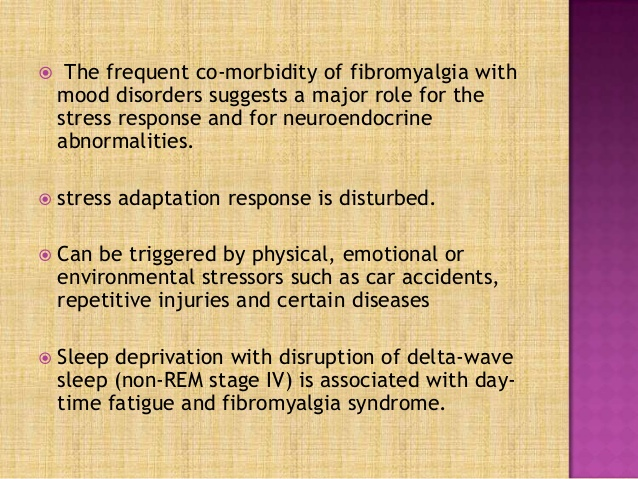 The frequent co-morbidity of fibromyalgia with
mood disorders suggests a major role for the
stress response and for neuroendocrine
abnormalities.
stress adaptation response is disturbed.
Can be triggered by physical, emotional or
environmental stressors such as car accidents,
repetitive injuries and certain diseases
Sleep deprivation with disruption of delta-wave
sleep (non-REM stage IV) is associated with day-
time fatigue and fibromyalgia syndrome.